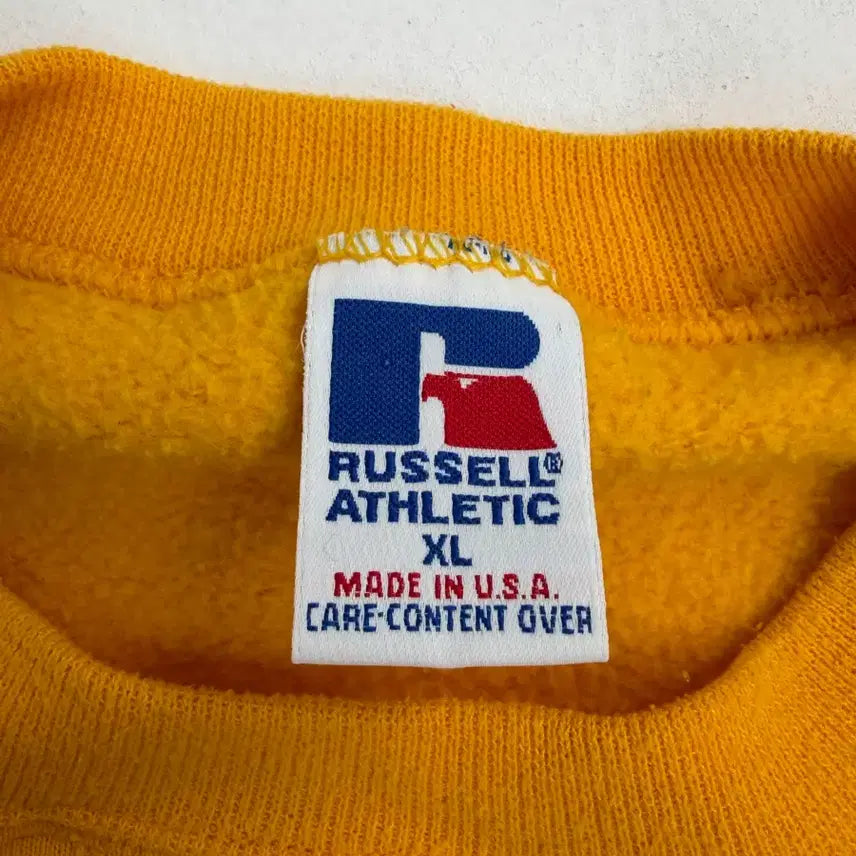 RUSSELL®
ATHLETIC
XL
MADE IN U.S.A.
CARE-CONTENT OVER